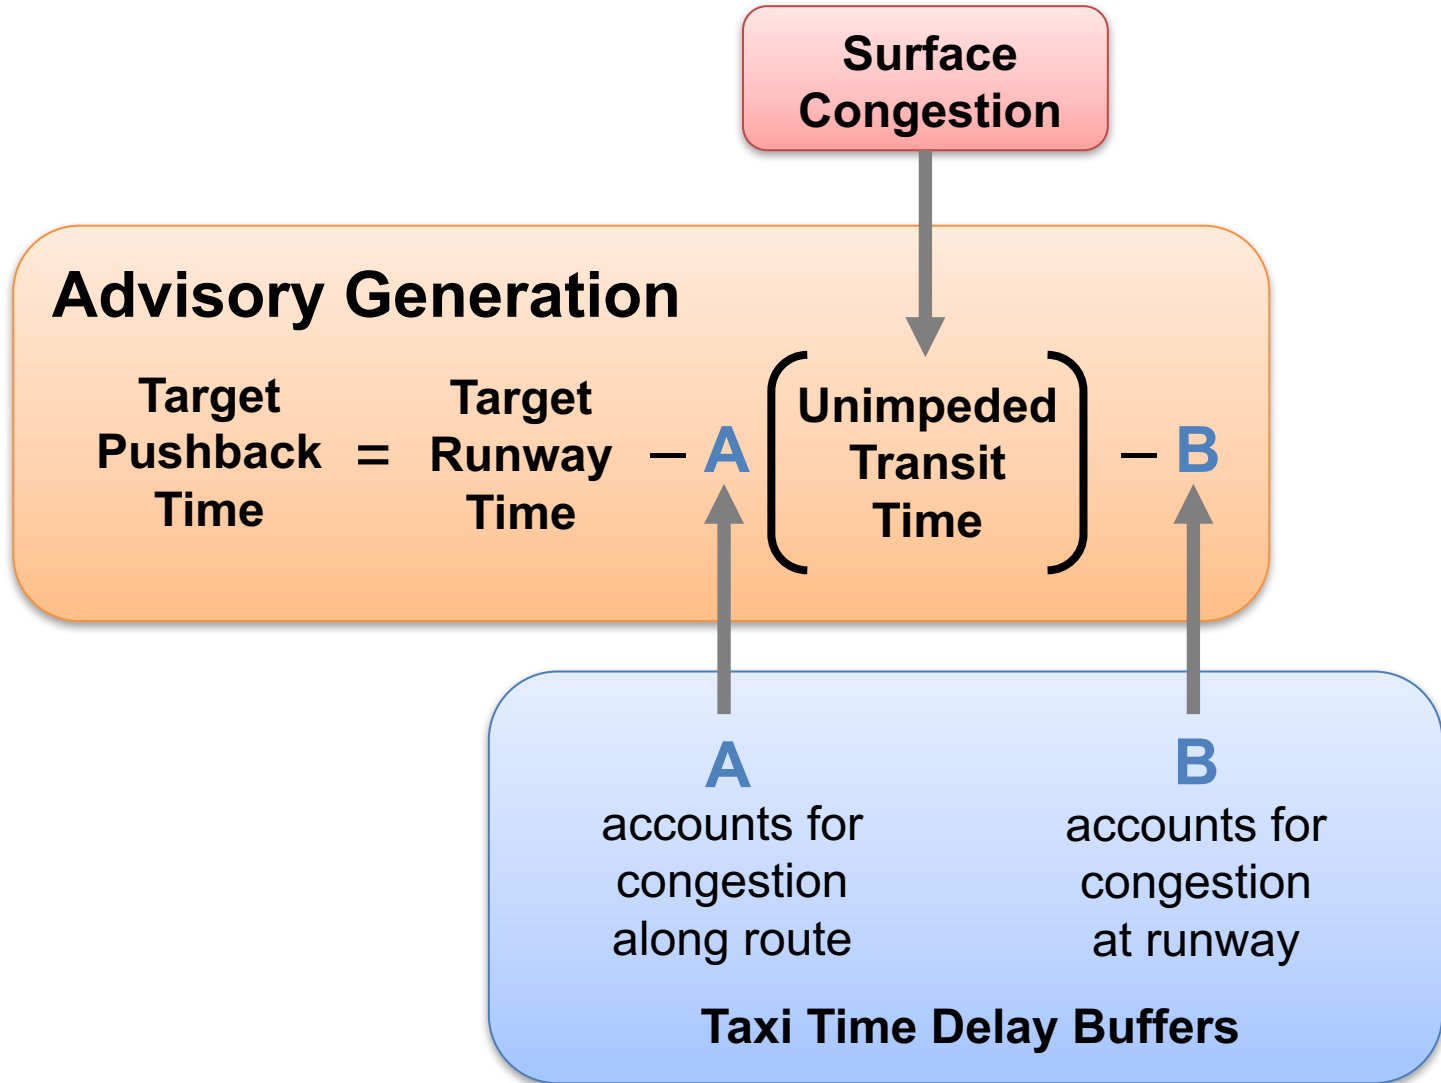 Surface
Congestion
Advisory Generation
Target
Pushback
Time
=
Target
Runway
Time
– A
Unimpeded
Transit
Time
– B
A
accounts for
congestion
along route
B
accounts for
congestion
at runway
Taxi Time Delay Buffers